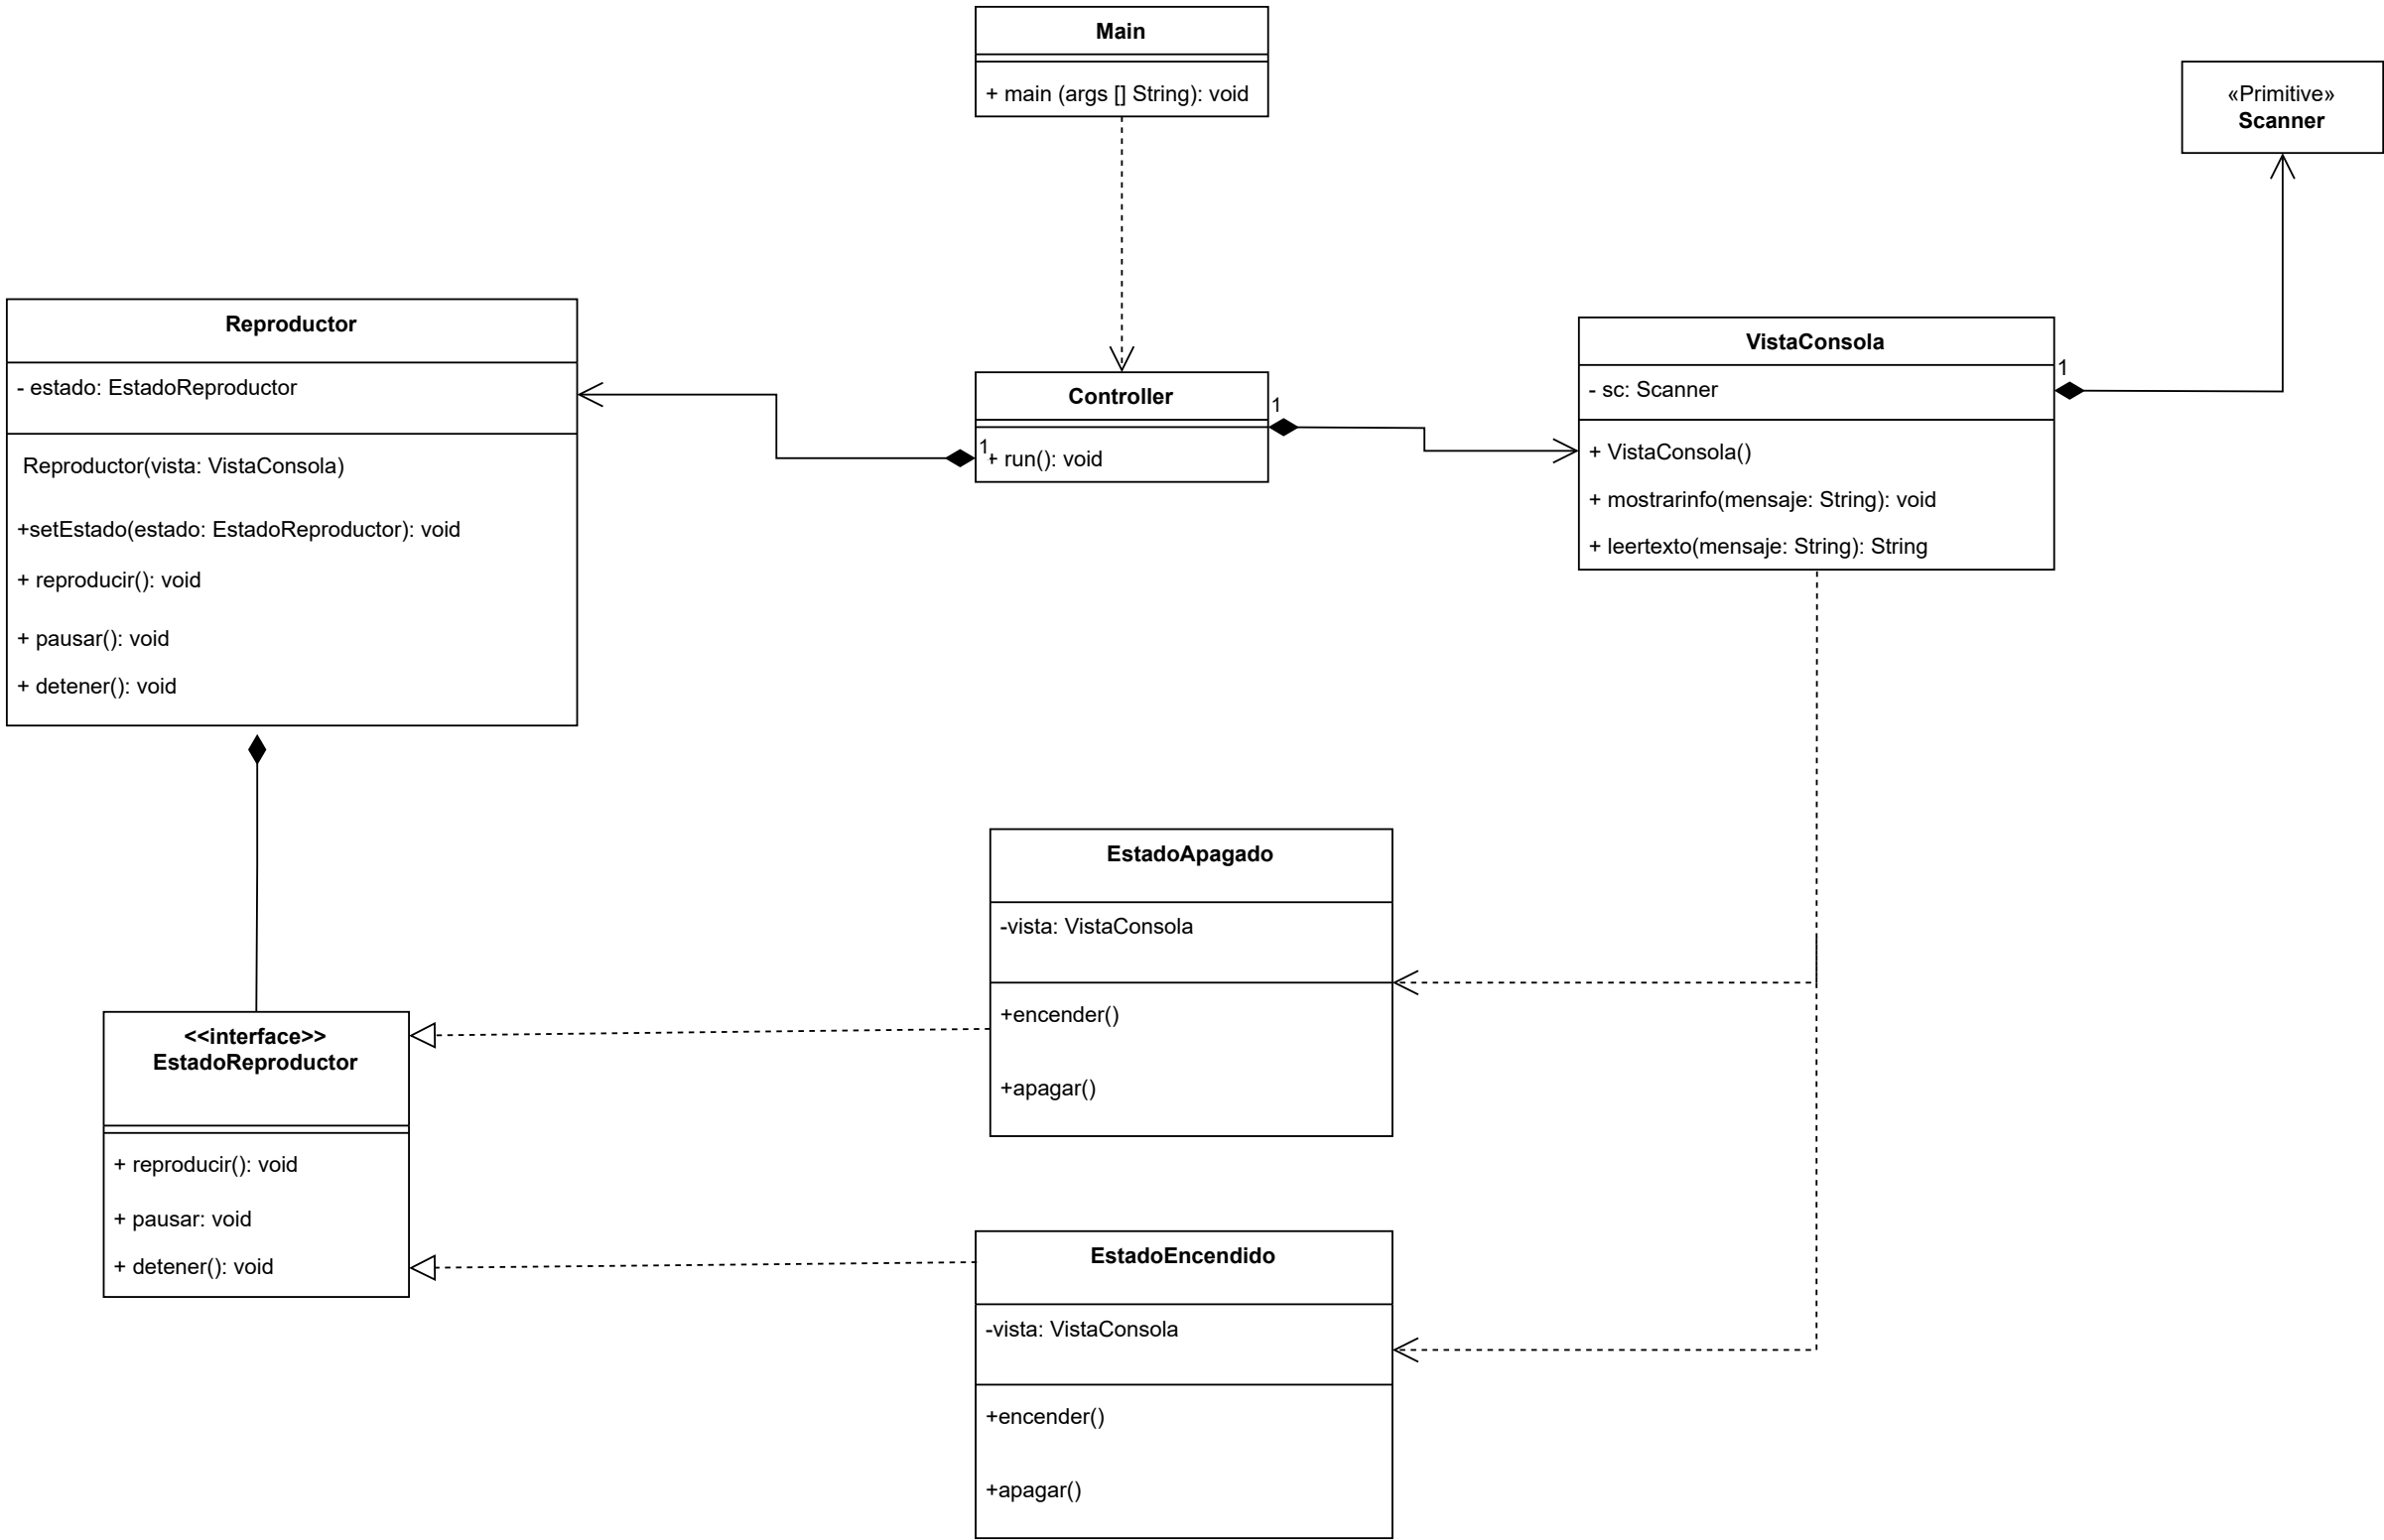 Main
+ main (args [] String): void
«Primitive»
Scanner
Reproductor
- estado: EstadoReproductor
Reproductor(vista: VistaConsola)
+setEstado(estado: EstadoReproductor): void
+ reproducir(): void
+ pausar(): void
+ detener(): void
Controller
+ run(): void
1
1
VistaConsola
- sc: Scanner
+ VistaConsola()
+ mostrarinfo(mensaje: String): void
+ leertexto(mensaje: String): String
1
EstadoApagado
-vista: VistaConsola
+encender()
+apagar()
<<interface>>
EstadoReproductor
+ reproducir(): void
+ pausar: void
+ detener(): void
EstadoEncendido
-vista: VistaConsola
+encender()
+apagar()